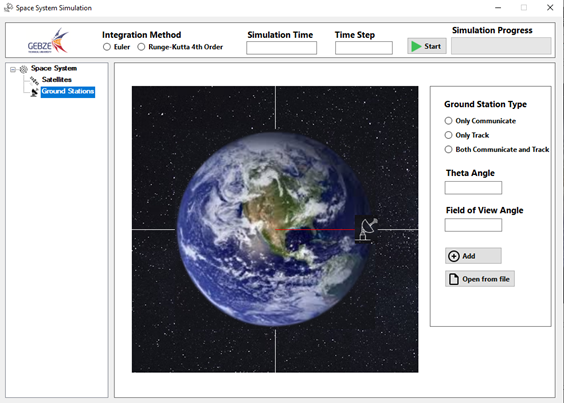 Space System Simulation
GEBZE
Integration Method
Euler
Runge-Kutta 4th Order
Simulation Time
Time Step
Start
Simulation Progress
Space System
Satellites
Ground Stations
Ground Station Type
Only Communicate
Only Track
Both Communicate and Track
Theta Angle
Field of View Angle
Add
Open from file